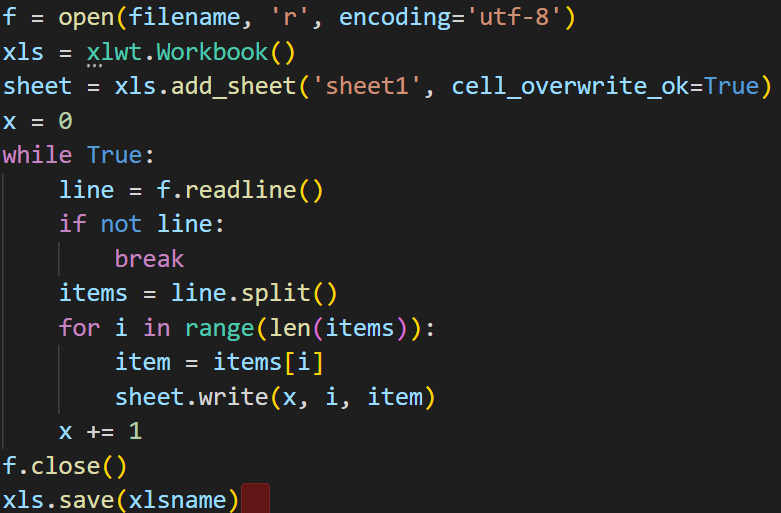 f = open(filename, 'r', encoding='utf-8')
xls = xlwt.Workbook()
sheet = xls.add_sheet('sheet1', cell_overwrite_ok=True)
x = 0
while True:
    line = f.readline()
    if not line:
        break
    items = line.split()
    for i in range(len(items)):
        item = items[i]
        sheet.write(x, i, item)
    x += 1
f.close()
xls.save(xlsname)